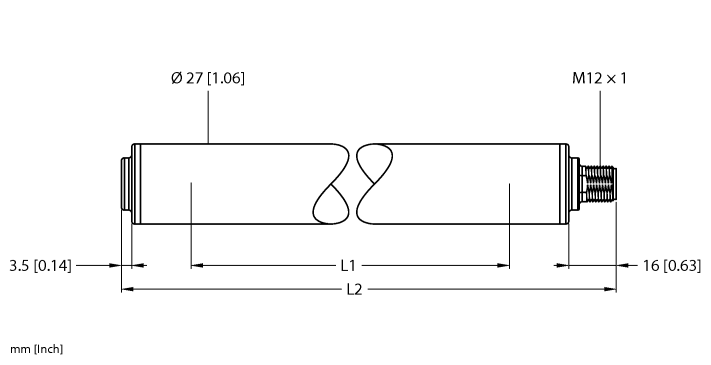 Ø 27 [1.06]
M12 × 1
3.5 [0.14]
L1
16 [0.63]
L2
mm [Inch]